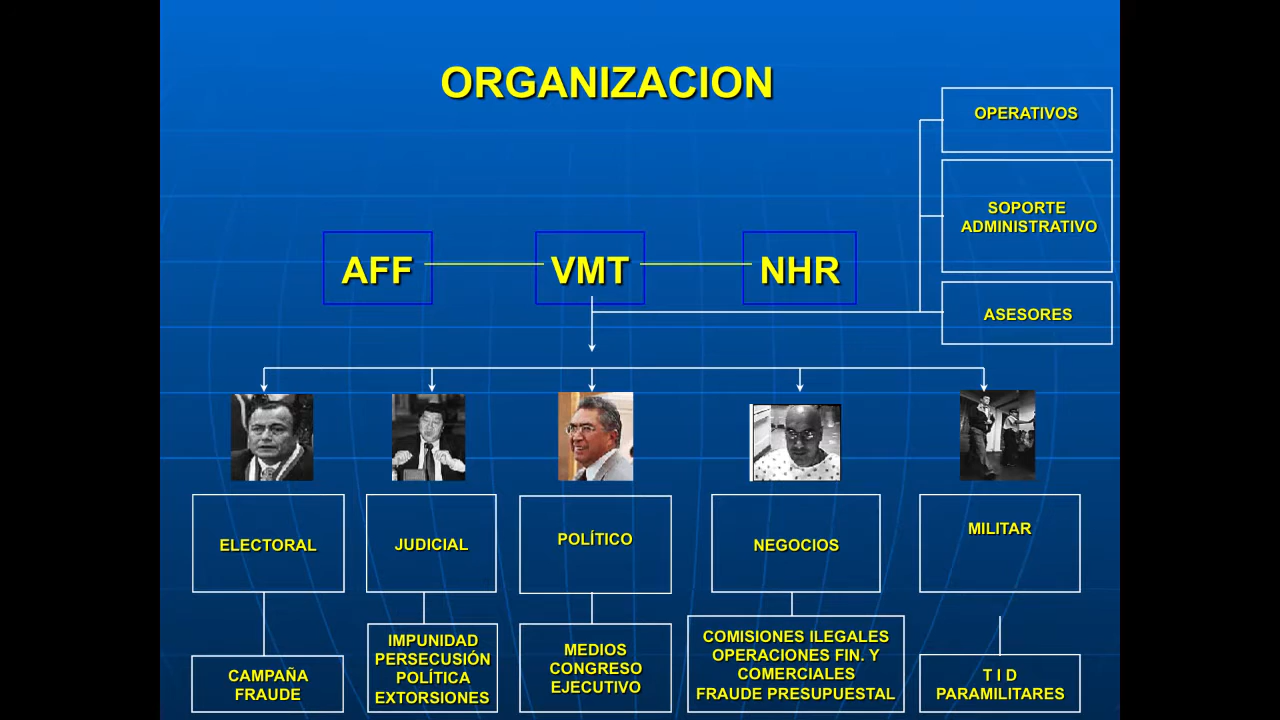 ORGANIZACION
OPERATIVOS
SOPORTE
ADMINISTRATIVO
ASESORES
AFF
VMT
NHR
ELECTORAL
JUDICIAL
POLÍTICO
NEGOCIOS
MILITAR
CAMPAÑA
FRAUDE
IMPUNIDAD
PERSECUSIÓN
POLÍTICA
EXTORSIONES
MEDIOS
CONGRESO
EJECUTIVO
COMISIONES ILEGALES
OPERACIONES FIN. Y
COMERCIALES
FRAUDE PRESUPUESTAL
T I D
PARAMILITARES